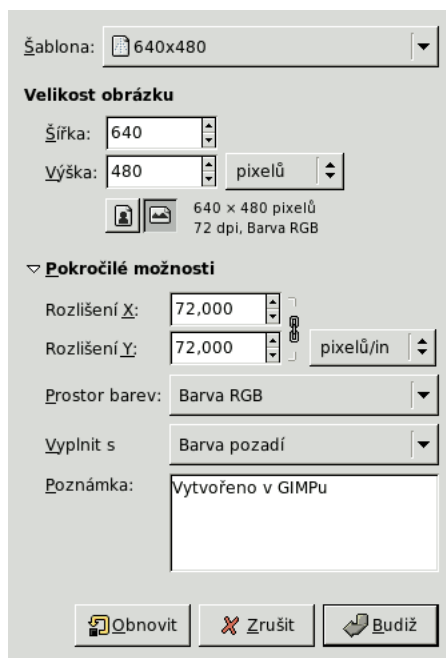 Šablona: 640x480
Velikost obrázku
Šířka: 640
Výška: 480 pixelů
640 × 480 pixelů
72 dpi, Barva RGB
Pokročilé možnosti
Rozlišení X: 72,000
Rozlišení Y: 72,000 pixelů/in
Prostor barev: Barva RGB
Vyplnit s Barva pozadí
Poznámka: Vytvořeno v GIMPu
Obnovit Zrušit Budiž